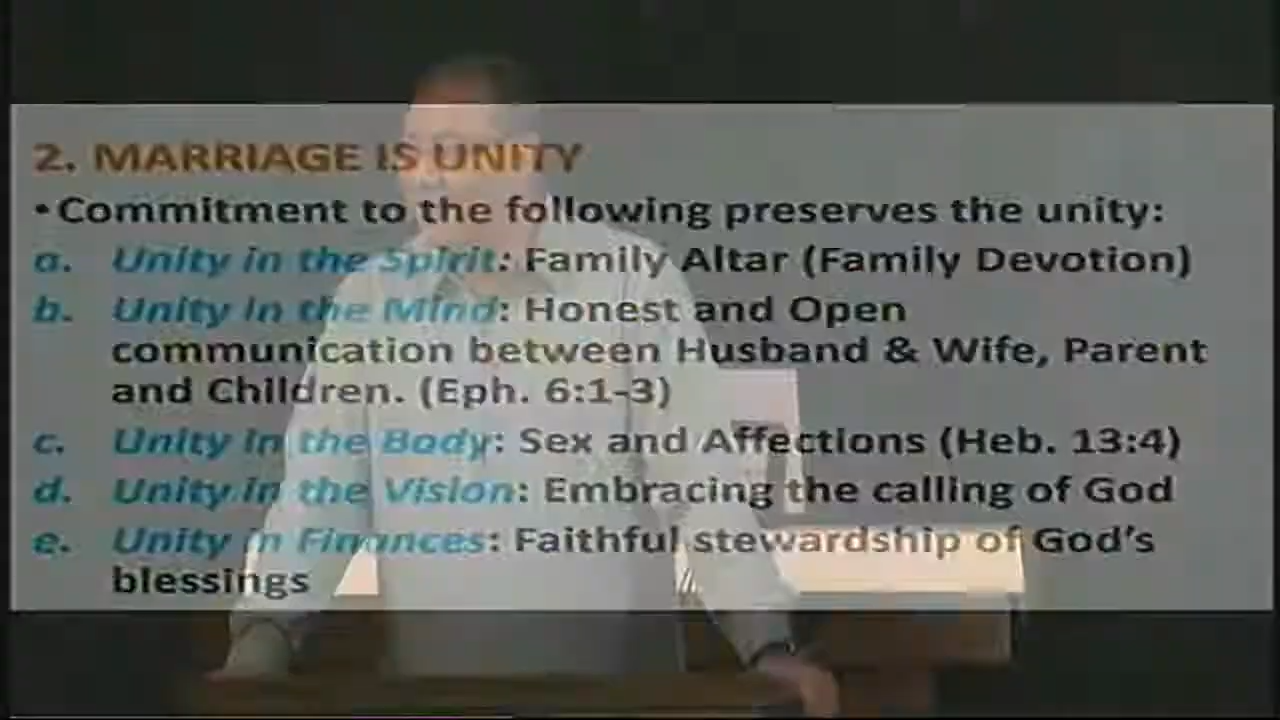 2. MARRIAGE IS UNITY
•Commitment to the following preserves the unity:
a. Unity in the Spirit: Family Altar (Family Devotion)
b. Unity in the Mind: Honest and Open
communication between Husband & Wife, Parent
and Children. (Eph. 6:1-3)
c. Unity in the Body: Sex and Affections (Heb. 13:4)
d. Unity in the Vision: Embracing the calling of God
e. Unity in Finances: Faithful stewardship of God's
blessings